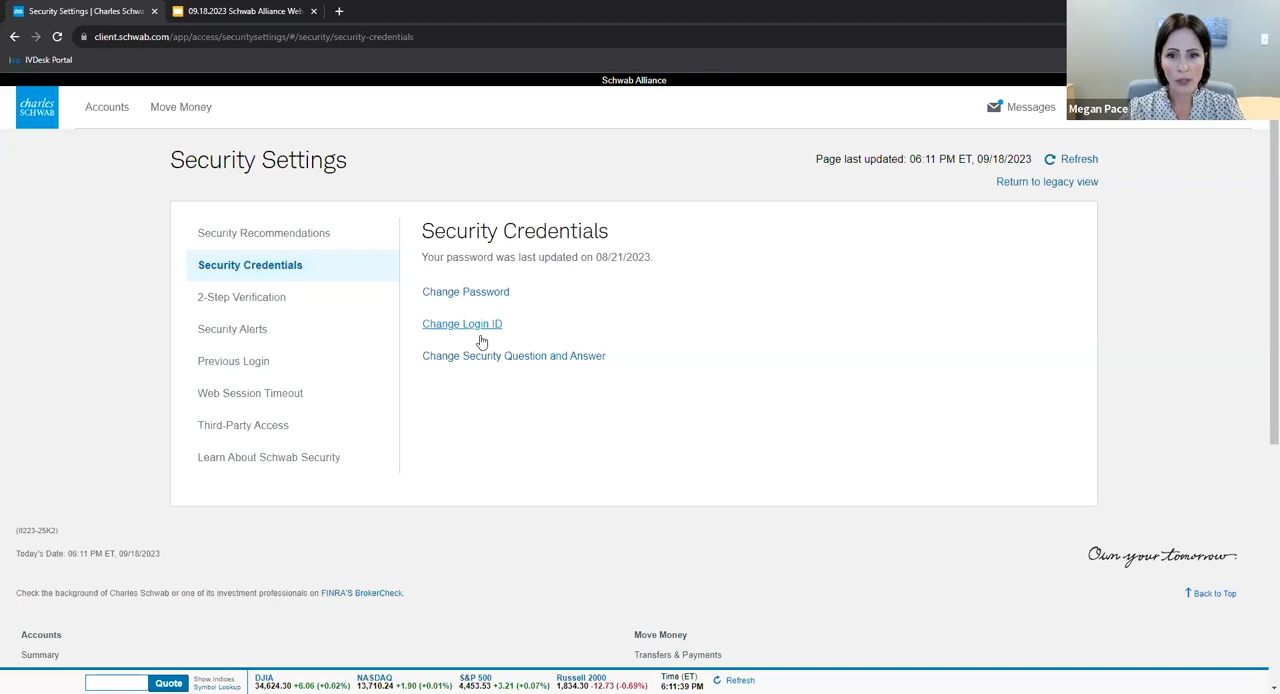 Security Settings | Charles Schwa
09.18.2023 Schwab Alliance Web
client.schwab.com/app/access/securitysettings/#/security/security-credentials
IVDesk Portal
Megan Pace
Schwab Alliance
charles
SCHWAB
Accounts
Move Money
Messages
Security Settings
Page last updated: 06:11 PM ET, 09/18/2023
Refresh
Return to legacy view
Security Recommendations
Security Credentials
2-Step Verification
Security Alerts
Previous Login
Web Session Timeout
Third-Party Access
Learn About Schwab Security
Security Credentials
Your password was last updated on 08/21/2023.
Change Password
Change Login ID
Change Security Question and Answer
(0223-25K2)
Today's Date: 06:11 PM ET, 09/18/2023
Own your tomorrow
Check the background of Charles Schwab or one of its investment professionals on FINRA'S BrokerCheck.
Back to Top
Accounts
Summary
Move Money
Transfers & Payments
Quote
Show Indices
Symbol Lookup
DJIA
34,624.30 +6.06 (+0.02%)
NASDAQ
13,710.24 +1.90 (+0.01%)
S&P 500
4,453.53 +3.21 (+0.07%)
Russell 2000
1,834.30 -12.73 (-0.69%)
Time (ET)
6:11:39 PM
Refresh